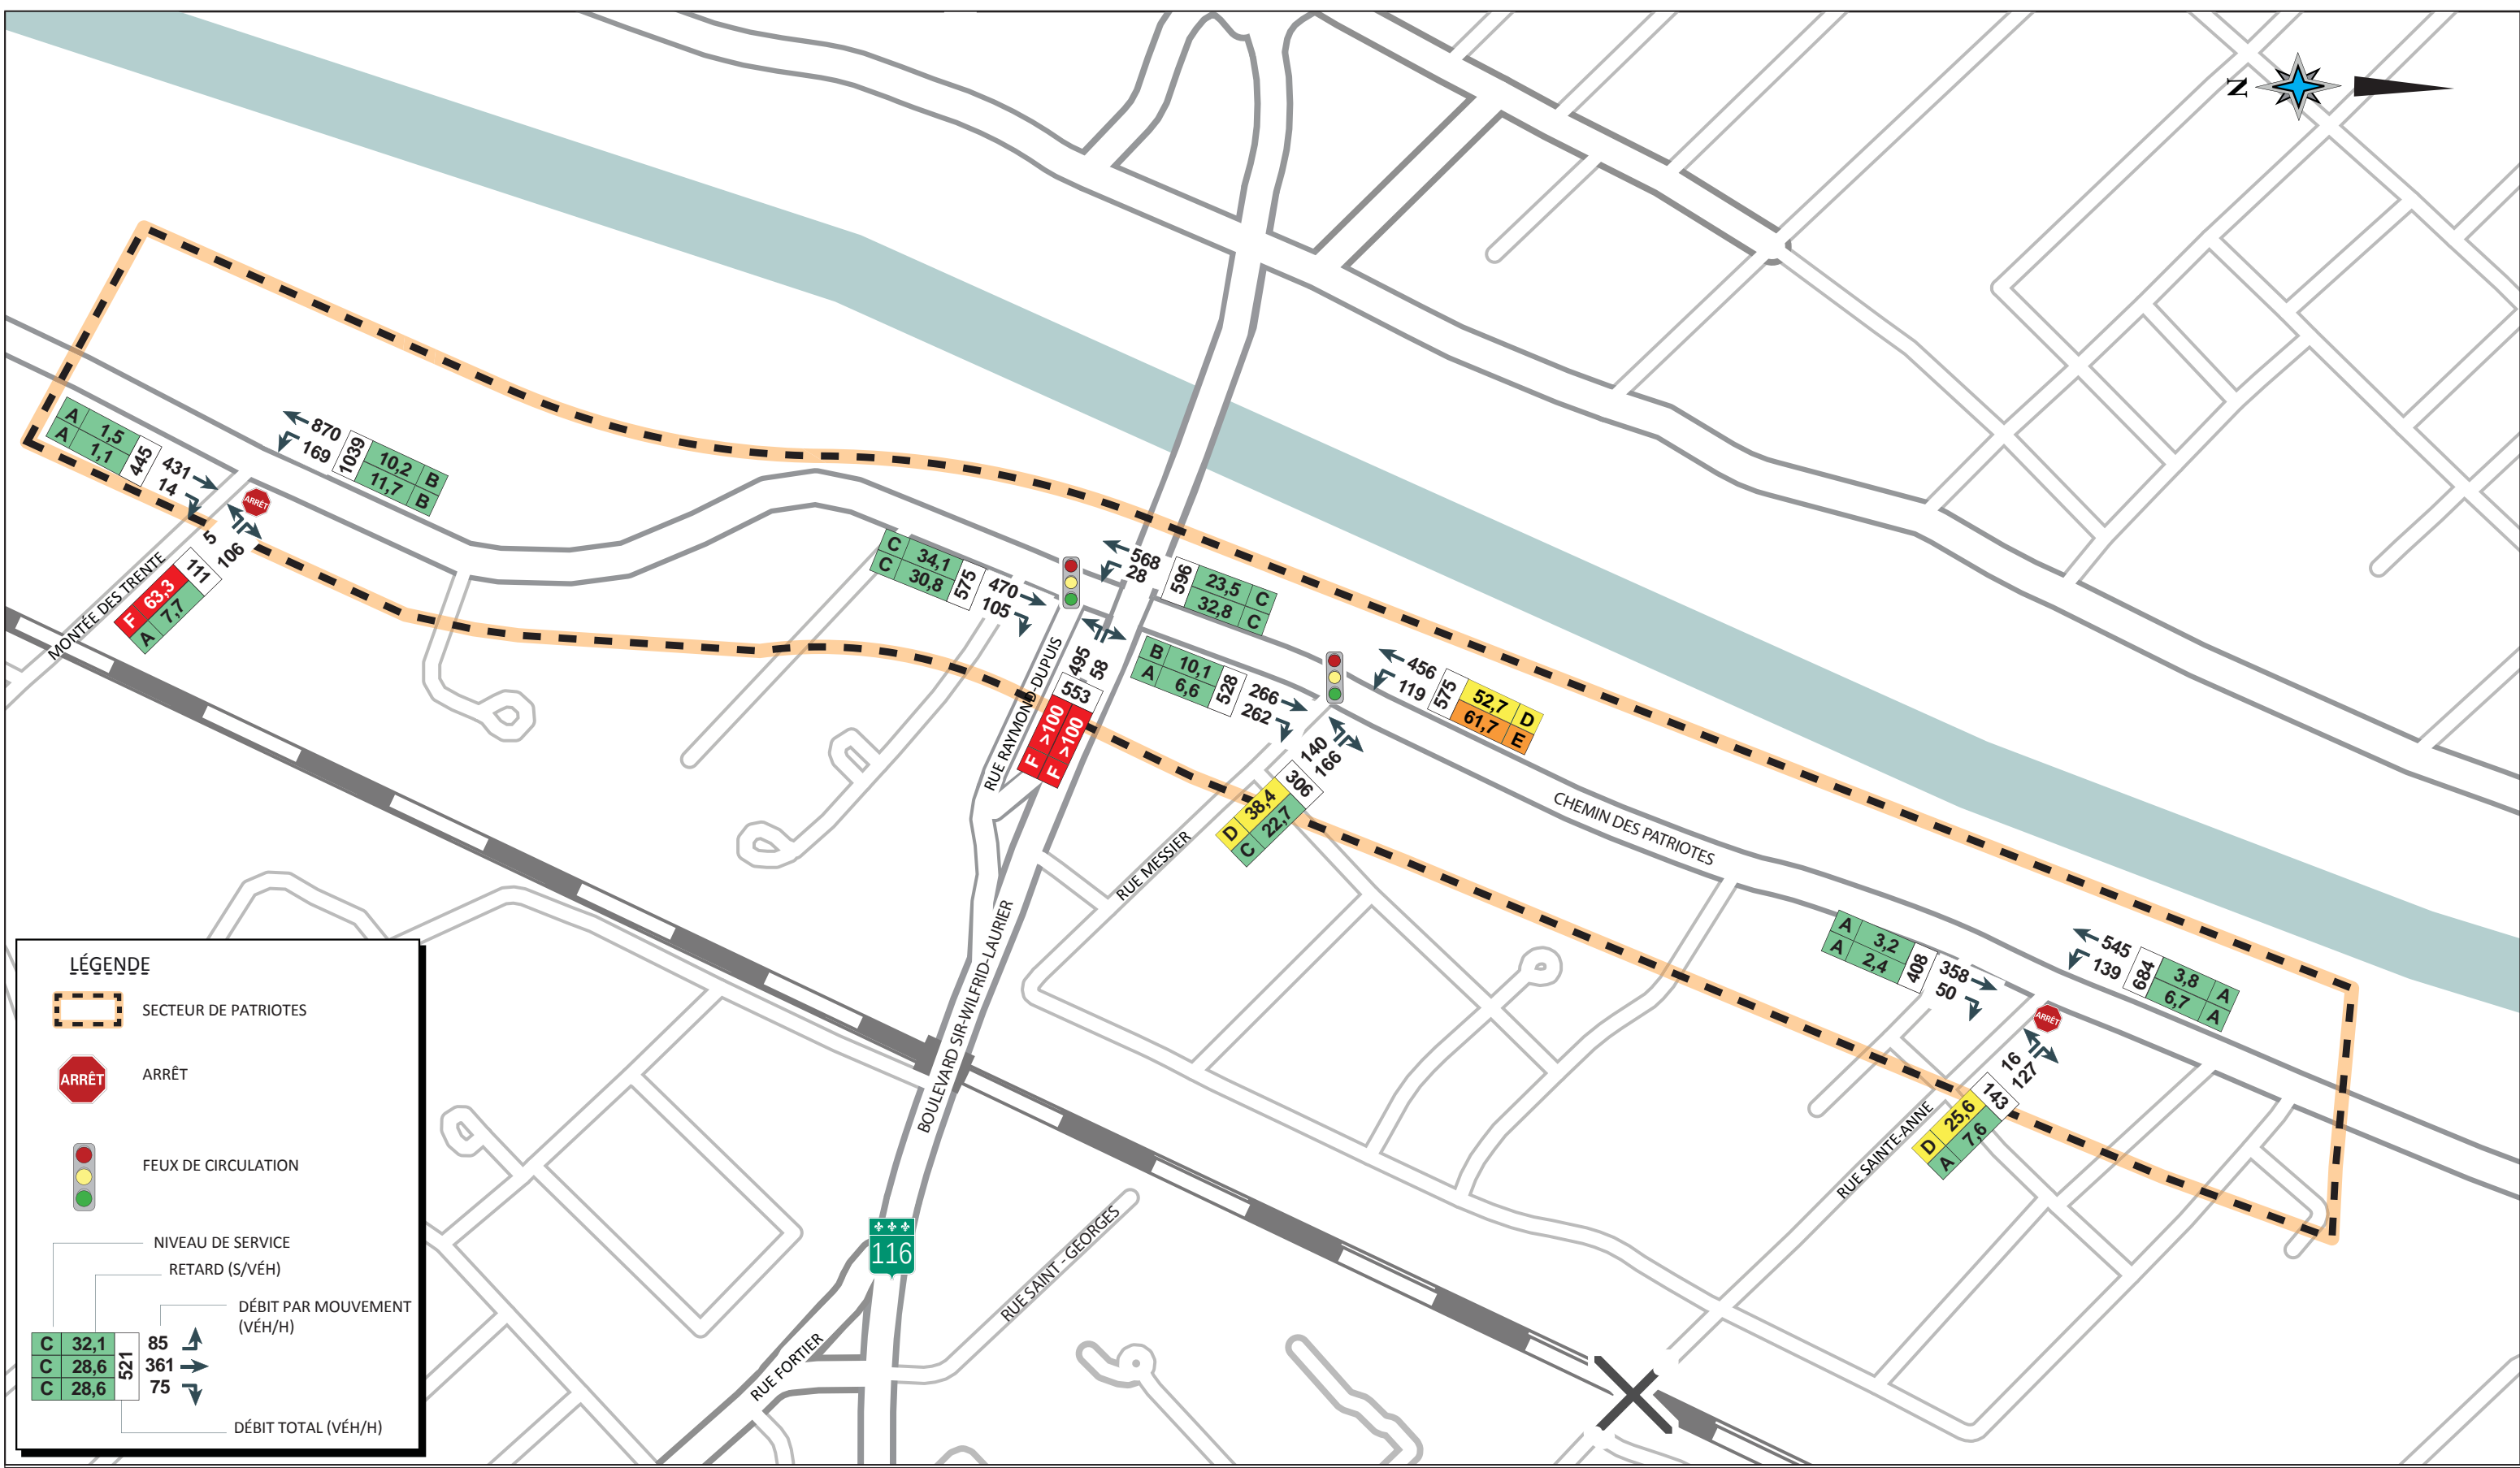 N
A 1,5
A 1,1
445
431
14
870
169
1039
10,2 B
11,7 B
ARRÊT
5
106
111
F 63,3
A 7,7
MONTÉE DES TRENTE
C 34,1
C 30,8
575
470
105
568
28
596
23,5 C
32,8 C
495
58
553
F >100
F >100
RUE RAYMOND-DUPUIS
B 10,1
A 6,6
528
266
262
456
119
575
52,7 D
61,7 E
140
166
306
D 38,4
C 22,7
RUE MESSIER
CHEMIN DES PATRIOTES
BOULEVARD SIR-WILFRID-LAURIER
A 3,2
A 2,4
408
358
50
545
139
684
3,8 A
6,7 A
ARRÊT
16
127
143
D 25,6
A 7,6
RUE SAINTE-ANNE
116
RUE SAINT - GEORGES
RUE FORTIER
LÉGENDE
SECTEUR DE PATRIOTES
ARRÊT
ARRÊT
FEUX DE CIRCULATION
NIVEAU DE SERVICE
RETARD (S/VÉH)
DÉBIT PAR MOUVEMENT
(VÉH/H)
C 32,1
C 28,6
C 28,6
521
85
361
75
DÉBIT TOTAL (VÉH/H)